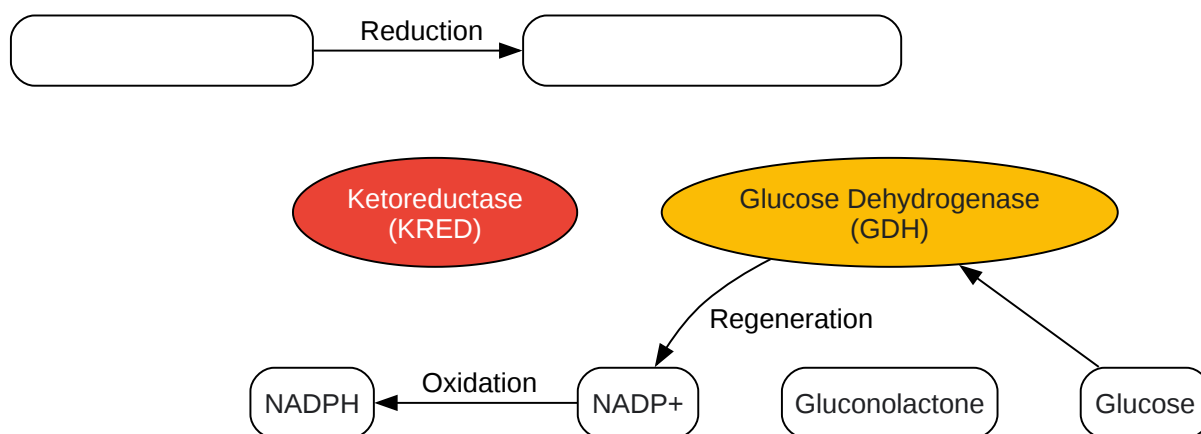 Reduction
Ketoreductase
(KRED)
Glucose Dehydrogenase
(GDH)
Regeneration
Oxidation
NADPH
NADP+
Gluconolactone
Glucose